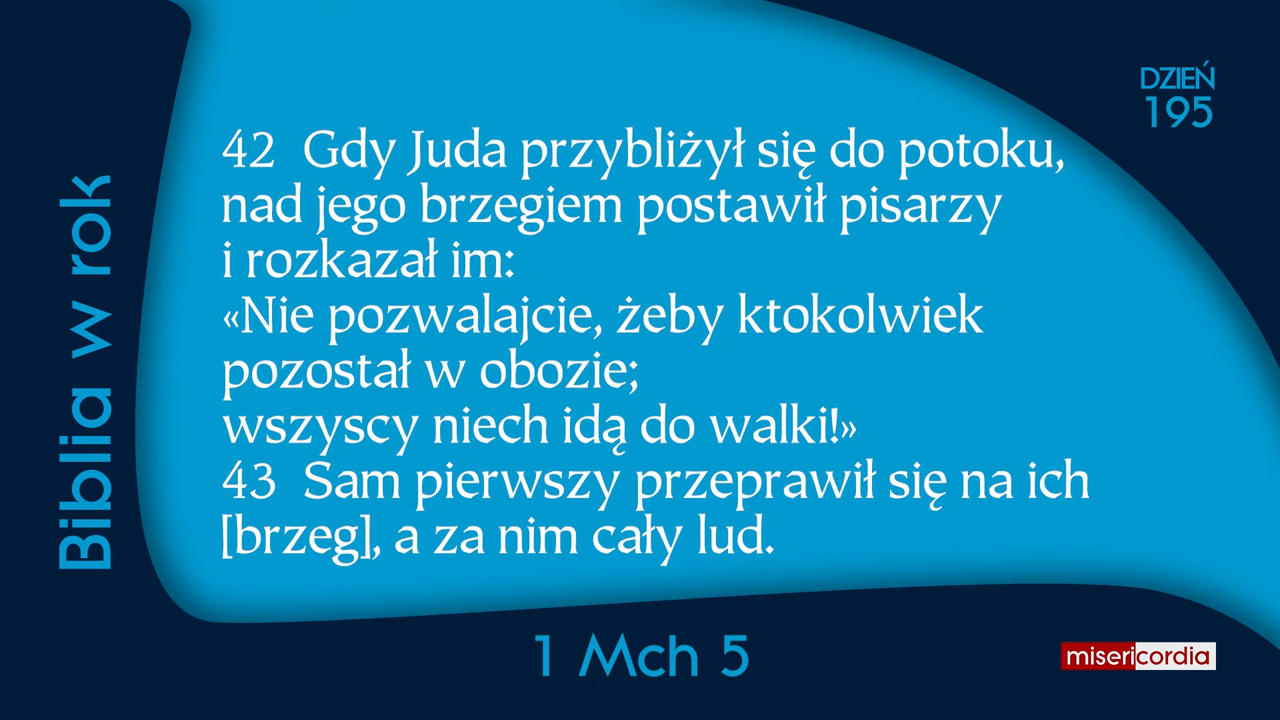 DZIEŃ
195
42 Gdy Juda przybliżył się do potoku,
nad jego brzegiem postawił pisarzy
i rozkazał im:
«Nie pozwalajcie, żeby ktokolwiek
pozostał w obozie;
wszyscy niech idą do walki!»
43 Sam pierwszy przeprawił się na ich
[brzeg], a za nim cały lud.
Biblia w rok
1 Mch 5
misericordia